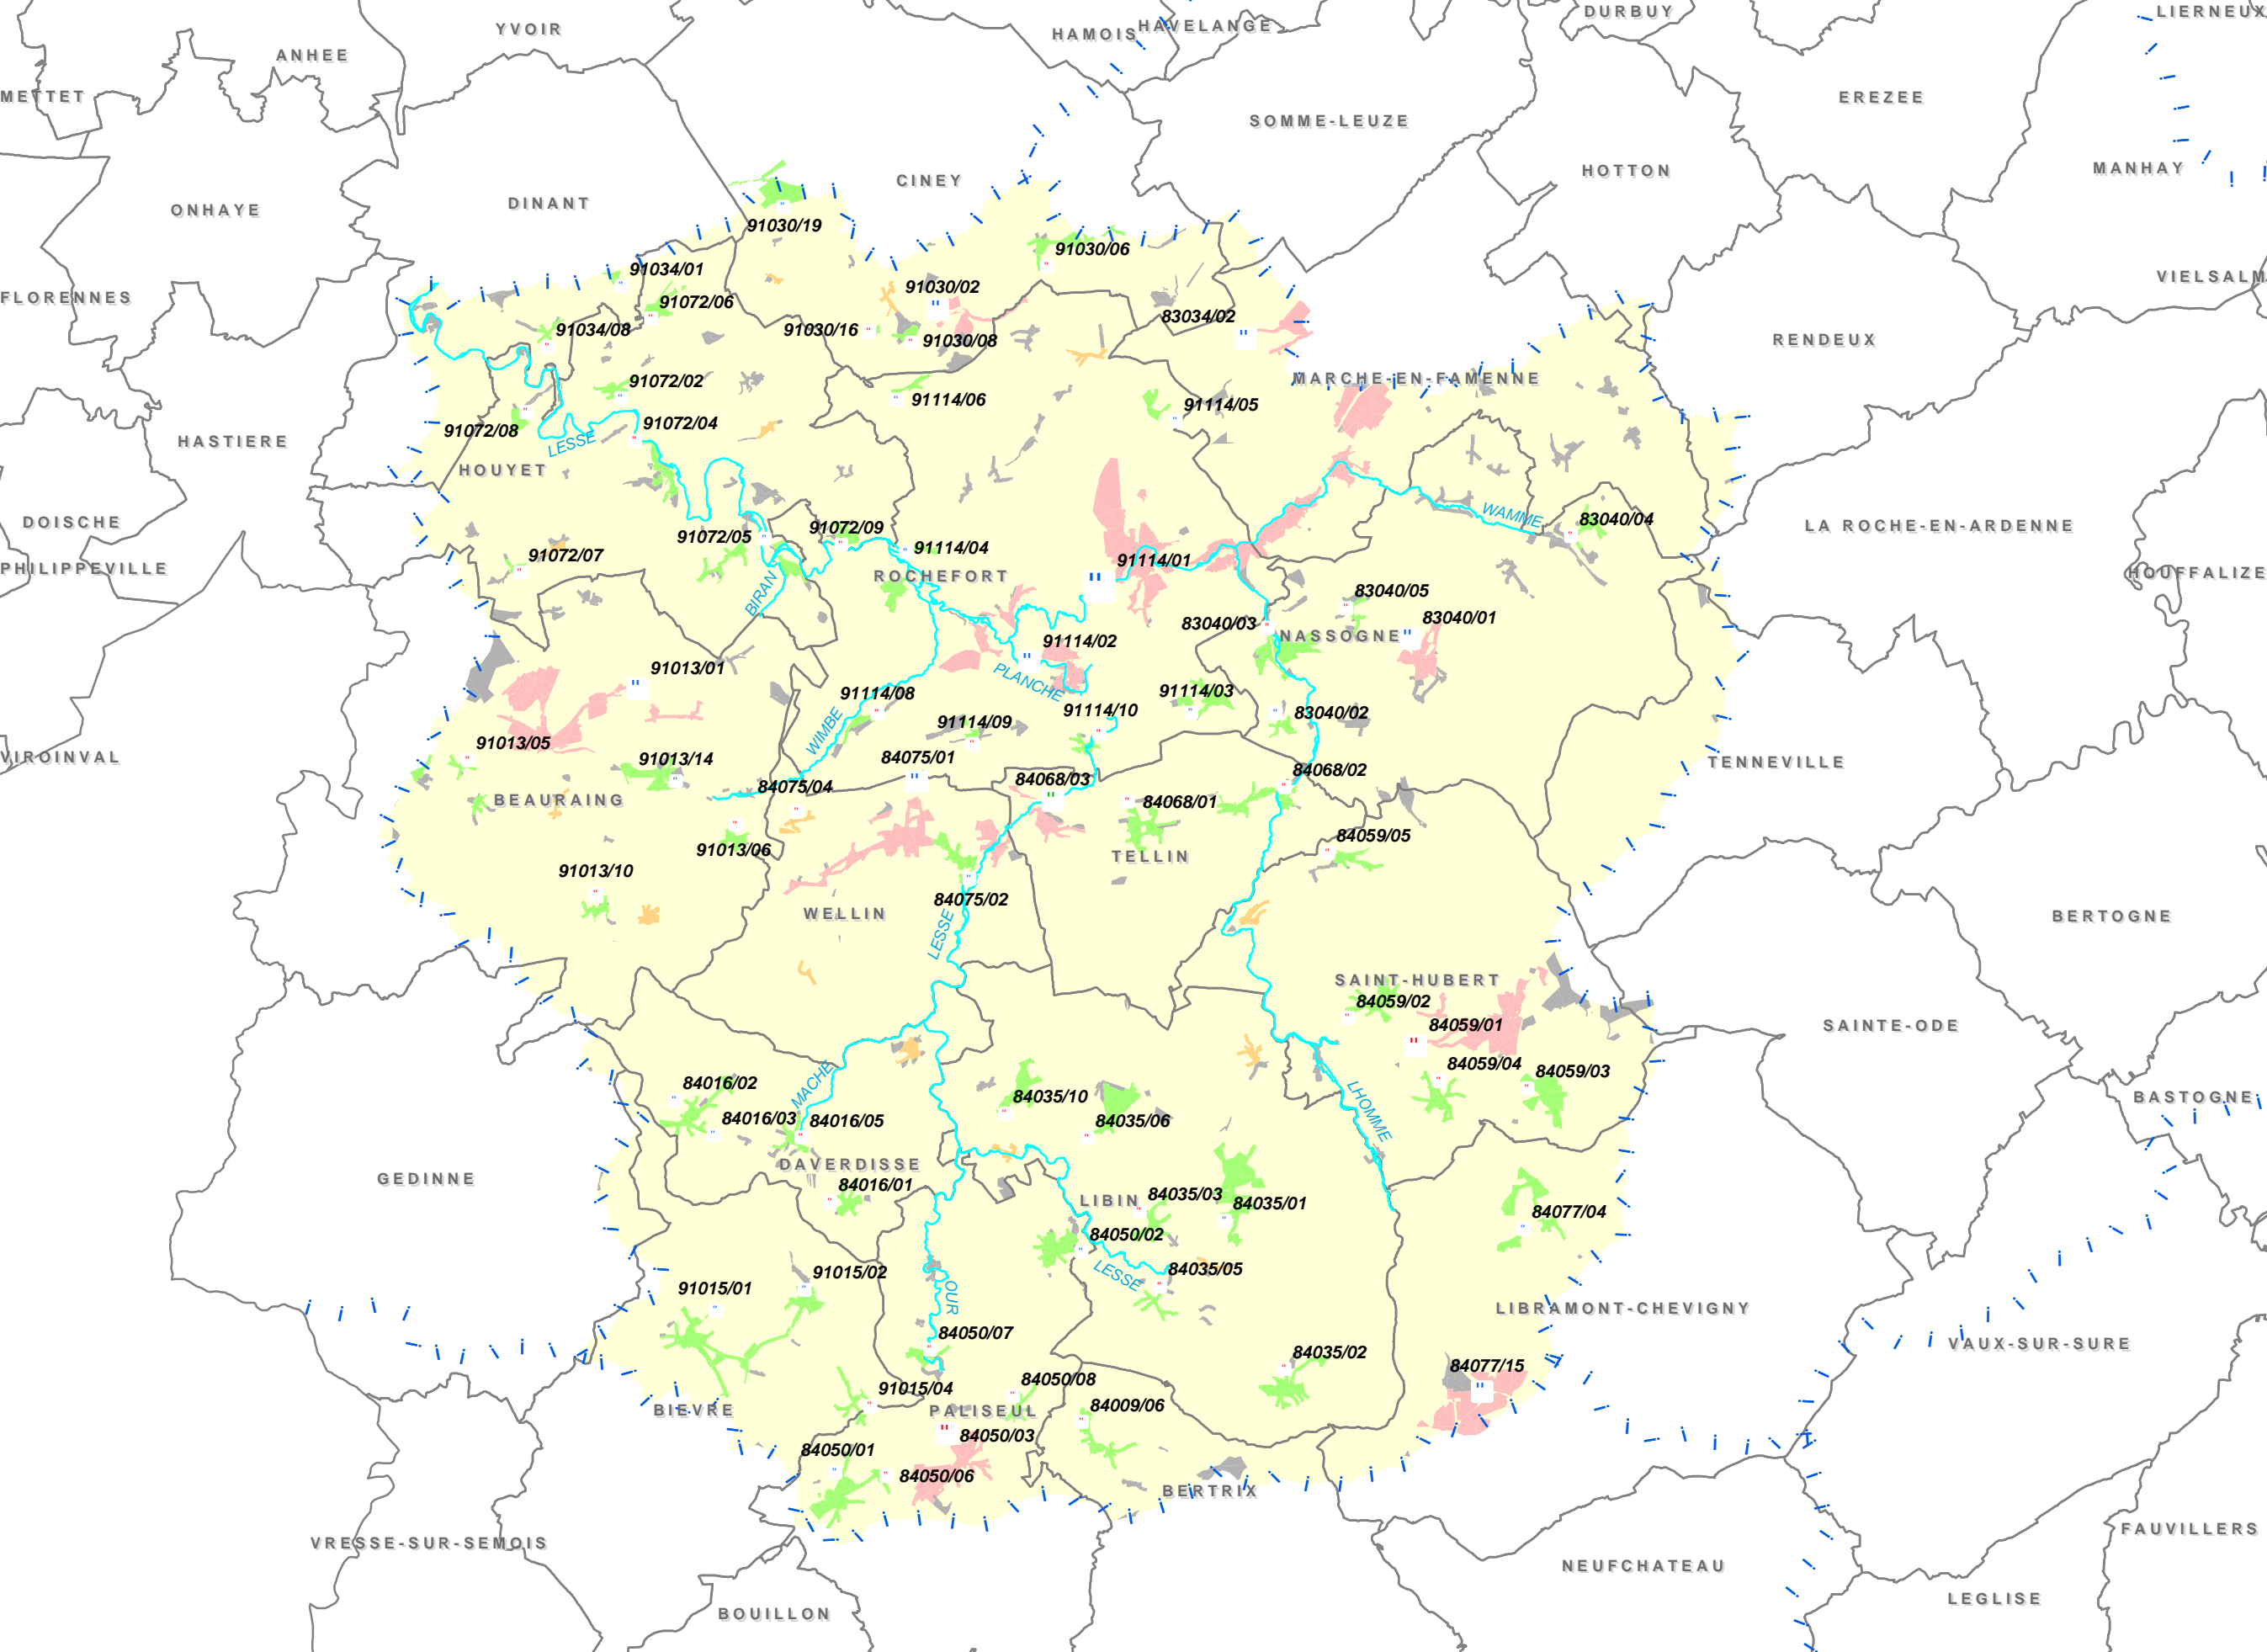 DURBUY
LIERNEUX
YVOIR
HAVELANGE
HAMOIS
ANHEE
METTET
EREZEE
SOMME-LEUZE
MANHAY
HOTTON
CINEY
DINANT
ONHAYE
91030/19
91030/06
91034/01
VIELSALM
91030/02
FLORENNES
91072/06
83034/02
91034/08
91030/16
91030/08
RENDEUX
MARCHE-EN-FAMENNE
91072/02
91114/06
91114/05
91072/04
91072/08
HASTIERE
LESSE
HOUYET
WAMME
83040/04
DOISCHE
LA ROCHE-EN-ARDENNE
91072/09
91072/05
91114/04
91072/07
91114/01
PHILIPPEVILLE
HOUFFALIZE
ROCHEFORT
BIRAN
83040/05
83040/01
83040/03
NASSOGNE
91114/02
91013/01
PLANCHE
91114/08
91114/03
91114/10
83040/02
91114/09
WIMBE
91013/05
VIROINVAL
84075/01
91013/14
TENNEVILLE
84068/02
84068/03
84075/04
BEAURAING
84068/01
84059/05
91013/06
TELLIN
91013/10
84075/02
WELLIN
BERTOGNE
LESSE
SAINT-HUBERT
84059/02
84059/01
SAINTE-ODE
84059/04
84059/03
84016/02
MACHE
84035/10
BASTOGNE
LHOMME
84016/03
84016/05
84035/06
DAVERDISSE
GEDINNE
84016/01
84035/03
LIBIN
84035/01
84077/04
84050/02
84035/05
LESSE
91015/02
91015/01
OUR
LIBRAMONT-CHEVIGNY
84050/07
VAUX-SUR-SURE
84035/02
84077/15
84050/08
91015/04
84009/06
BIEVRE
PALISEUL
84050/03
84050/01
84050/06
BERTRIX
FAUVILLERS
VRESSE-SUR-SEMOIS
NEUFCHATEAU
LEGLISE
BOUILLON